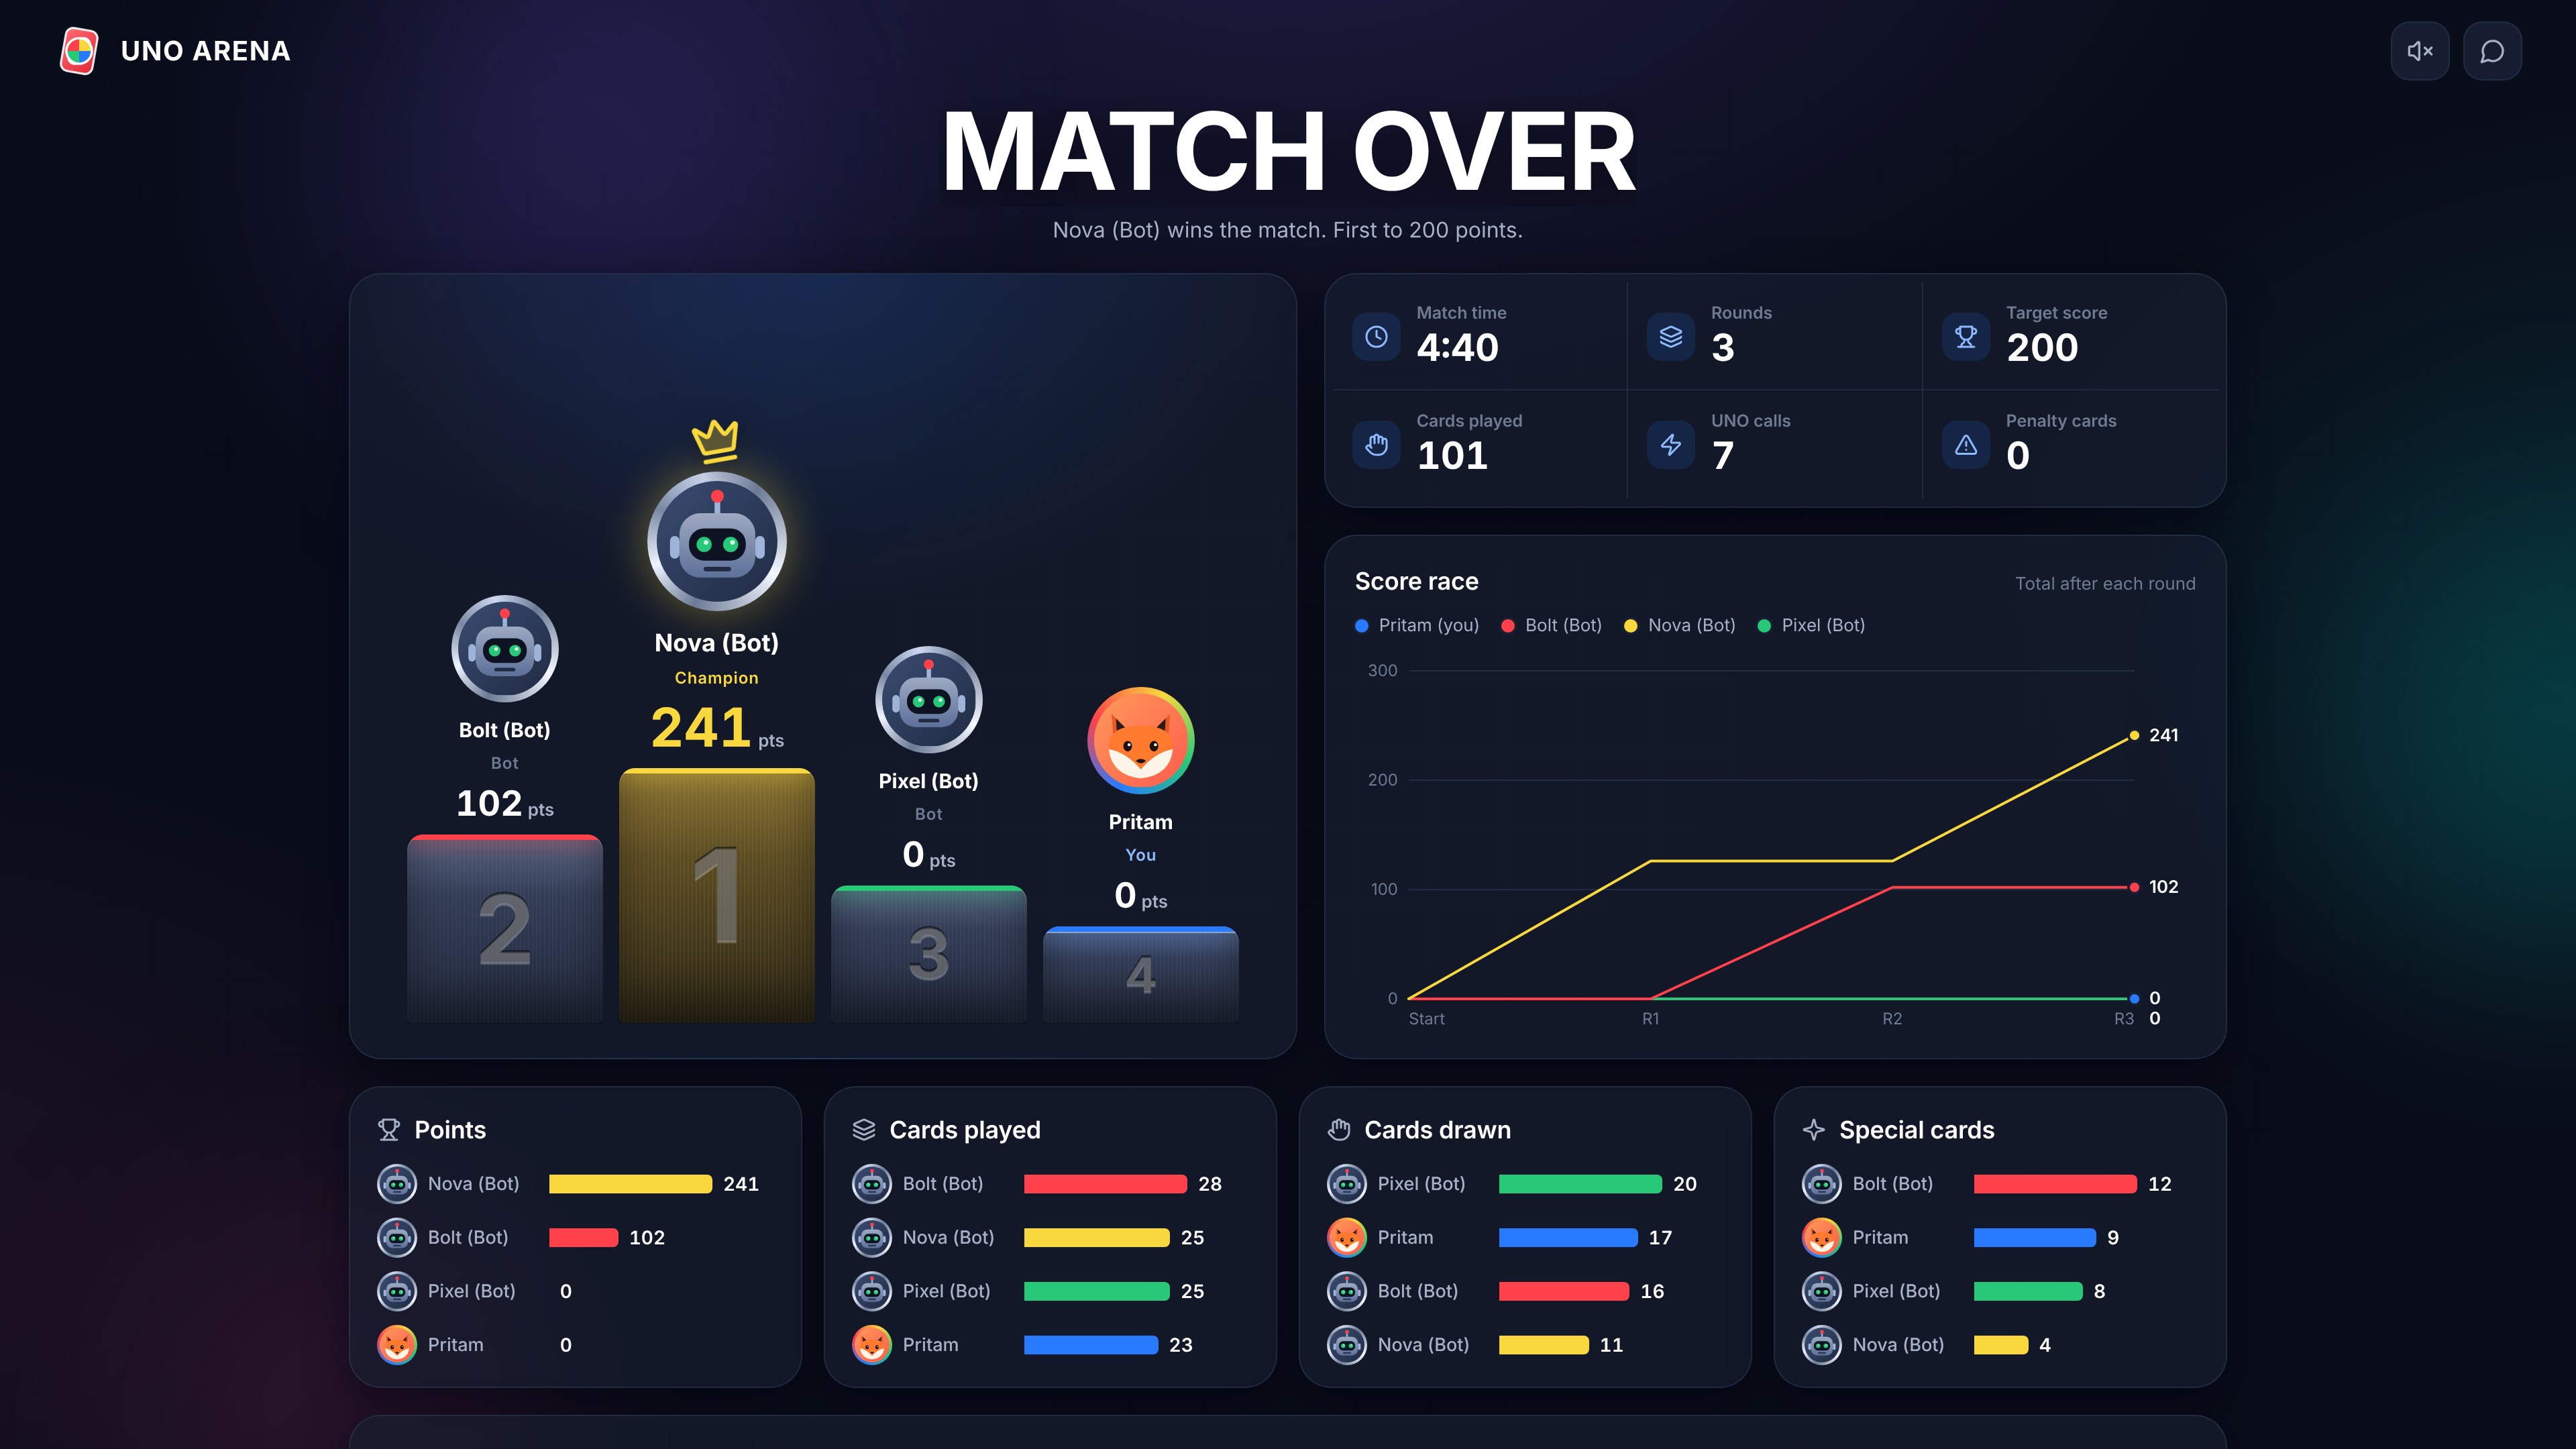 UNO ARENA
MATCH OVER
Nova (Bot) wins the match. First to 200 points.
Nova (Bot)
Champion
241 pts
1
Bolt (Bot)
Bot
102 pts
2
Pixel (Bot)
Bot
0 pts
3
Pritam
You
0 pts
4
Match time
4:40
Rounds
3
Target score
200
Cards played
101
UNO calls
7
Penalty cards
0
Score race
Total after each round
Pritam (you) Bolt (Bot) Nova (Bot) Pixel (Bot)
300
241
200
100
102
0
0
Start R1 R2 R3 0
Points
Nova (Bot) 241
Bolt (Bot) 102
Pixel (Bot) 0
Pritam 0
Cards played
Bolt (Bot) 28
Nova (Bot) 25
Pixel (Bot) 25
Pritam 23
Cards drawn
Pixel (Bot) 20
Pritam 17
Bolt (Bot) 16
Nova (Bot) 11
Special cards
Bolt (Bot) 12
Pritam 9
Pixel (Bot) 8
Nova (Bot) 4